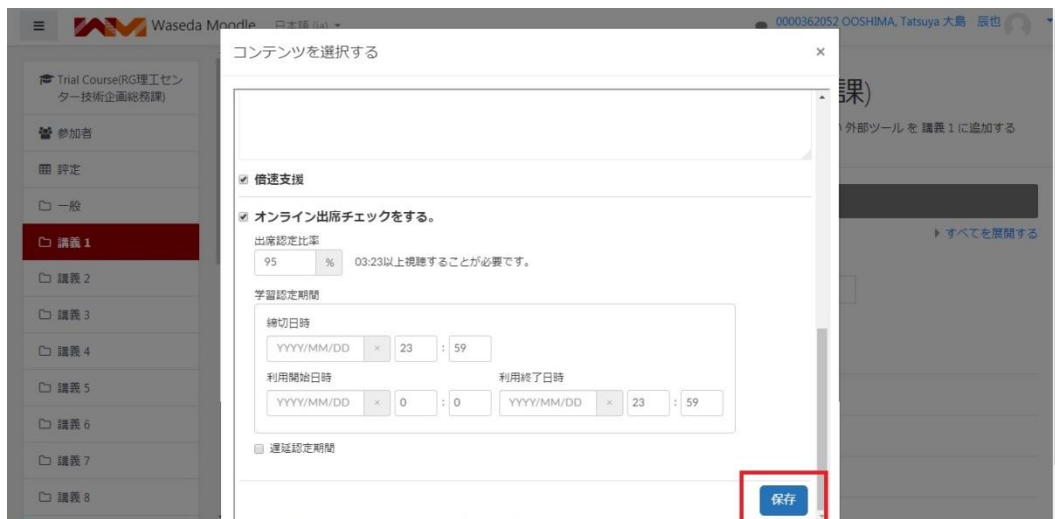 Waseda Moodle 日本語 (ja)
0000362052 OOSHIMA, Tatsuya 大島 辰也
コンテンツを選択する ×
Trial Course(RG理工セン
ター技術企画総務課)
課)
参加者
外部ツール を 講義 1 に追加する
評定
倍速支援
一般
オンライン出席チェックをする。
講義 1
すべてを展開する
出席認定比率
95 % 03:23以上視聴することが必要です。
講義 2
学習認定期間
講義 3
締切日時
YYYY/MM/DD × 23 : 59
講義 4
利用開始日時 利用終了日時
講義 5
YYYY/MM/DD × 0 : 0 YYYY/MM/DD × 23 : 59
講義 6
遅延認定期間
講義 7
講義 8
保存